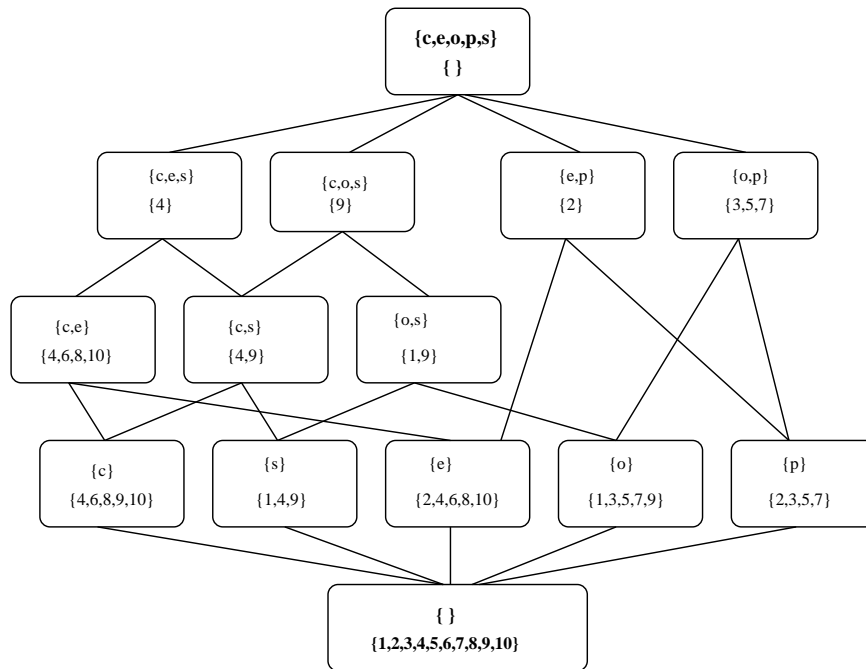 {c,e,o,p,s}
{ }
{c,e,s}
{4}
{c,o,s}
{9}
{e,p}
{2}
{o,p}
{3,5,7}
{c,e}
{4,6,8,10}
{c,s}
{4,9}
{o,s}
{1,9}
{c}
{4,6,8,9,10}
{s}
{1,4,9}
{e}
{2,4,6,8,10}
{o}
{1,3,5,7,9}
{p}
{2,3,5,7}
{ }
{1,2,3,4,5,6,7,8,9,10}